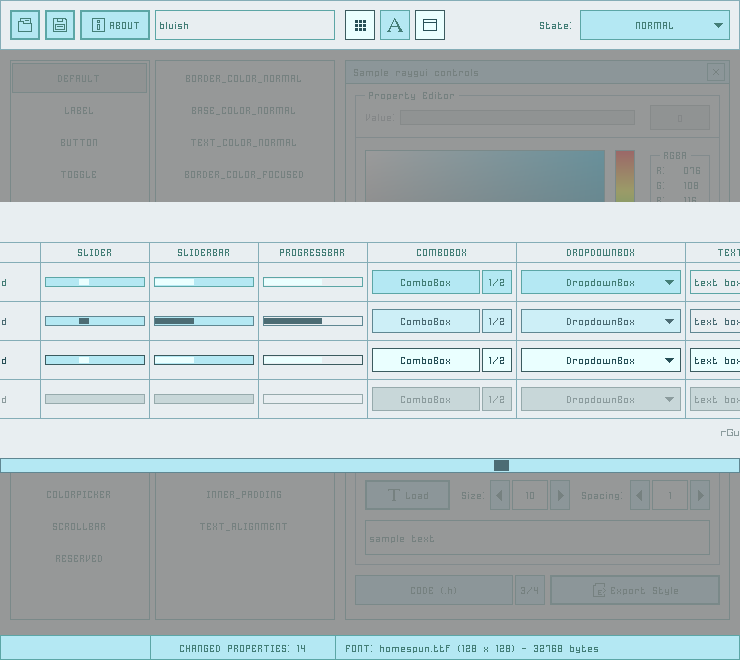 ABOUT bluish A State: NORMAL
DEFAULT BORDER_COLOR_NORMAL Sample raygui controls
LABEL BASE_COLOR_NORMAL Property Editor
Value: 0
BUTTON TEXT_COLOR_NORMAL
RGBA
TOGGLE BORDER_COLOR_FOCUSED R: 076
G: 108
SLIDER SLIDERBAR PROGRESSBAR COMBOBOX DROPDOWNBOX TEXT
d ComboBox 1/2 DropdownBox text box
d ComboBox 1/2 DropdownBox text box
d ComboBox 1/2 DropdownBox text box
d ComboBox 1/2 DropdownBox text box
rGu
COLORPICKER INNER_PADDING T Load Size: 10 Spacing: 1
SCROLLBAR TEXT_ALIGNMENT
sample text
RESERVED
CODE (.h) 3/4 Export Style
CHANGED PROPERTIES: 14 FONT: homespun.ttf (128 x 128) - 32768 bytes